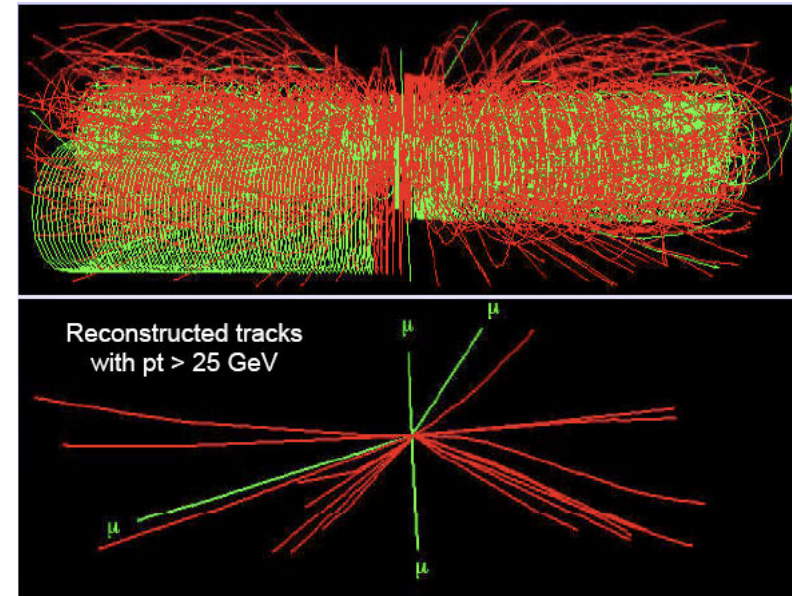 μ
μ
Reconstructed tracks
with pt > 25 GeV
μ
μ